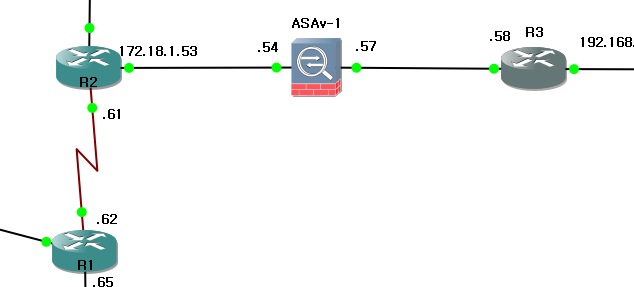 ASAv-1
R3
172.18.1.53
.54
.57
.58
192.168.
R2
.61
.62
R1
.65